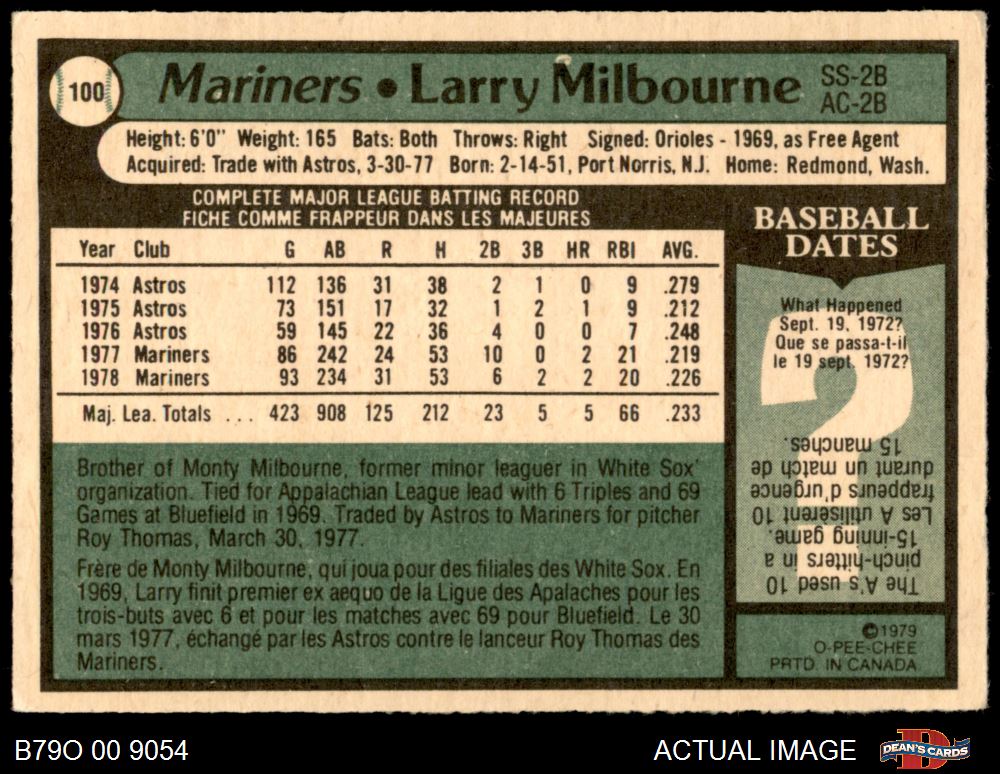 100
Mariners • Larry Milbourne
SS-2B
AC-2B
Height: 6'0" Weight: 165 Bats: Both Throws: Right Signed: Orioles - 1969, as Free Agent
Acquired: Trade with Astros, 3-30-77 Born: 2-14-51, Port Norris, N.J. Home: Redmond, Wash.
COMPLETE MAJOR LEAGUE BATTING RECORD
FICHE COMME FRAPPEUR DANS LES MAJEURES
Year Club G AB R H 2B 3B HR RBI AVG.
1974 Astros 112 136 31 38 2 1 0 9 .279
1975 Astros 73 151 17 32 1 2 1 9 .212
1976 Astros 59 145 22 36 4 0 0 7 .248
1977 Mariners 86 242 24 53 10 0 2 21 .219
1978 Mariners 93 234 31 53 6 2 2 20 .226
Maj. Lea. Totals ... 423 908 125 212 23 5 5 66 .233
Brother of Monty Milbourne, former minor leaguer in White Sox'
organization. Tied for Appalachian League lead with 6 Triples and 69
Games at Bluefield in 1969. Traded by Astros to Mariners for pitcher
Roy Thomas, March 30, 1977.
Frère de Monty Milbourne, qui joua pour des filiales des White Sox. En
1969, Larry finit premier ex aequo de la Ligue des Apalaches pour les
trois-buts avec 6 et pour les matches avec 69 pour Bluefield. Le 30
mars 1977, échangé par les Astros contre le lanceur Roy Thomas des
Mariners.
BASEBALL
DATES
What Happened
Sept. 19, 1972?
Que se passa-t-il
le 19 sept. 1972?
?
The A's used 10
pinch-hitters in a
15-inning game.
Les A utilisèrent 10
frappeurs d'urgence
durant un match de
15 manches.
©1979
O-PEE-CHEE
PRTD. IN CANADA
B79O 00 9054
ACTUAL IMAGE
DEAN'S CARDS